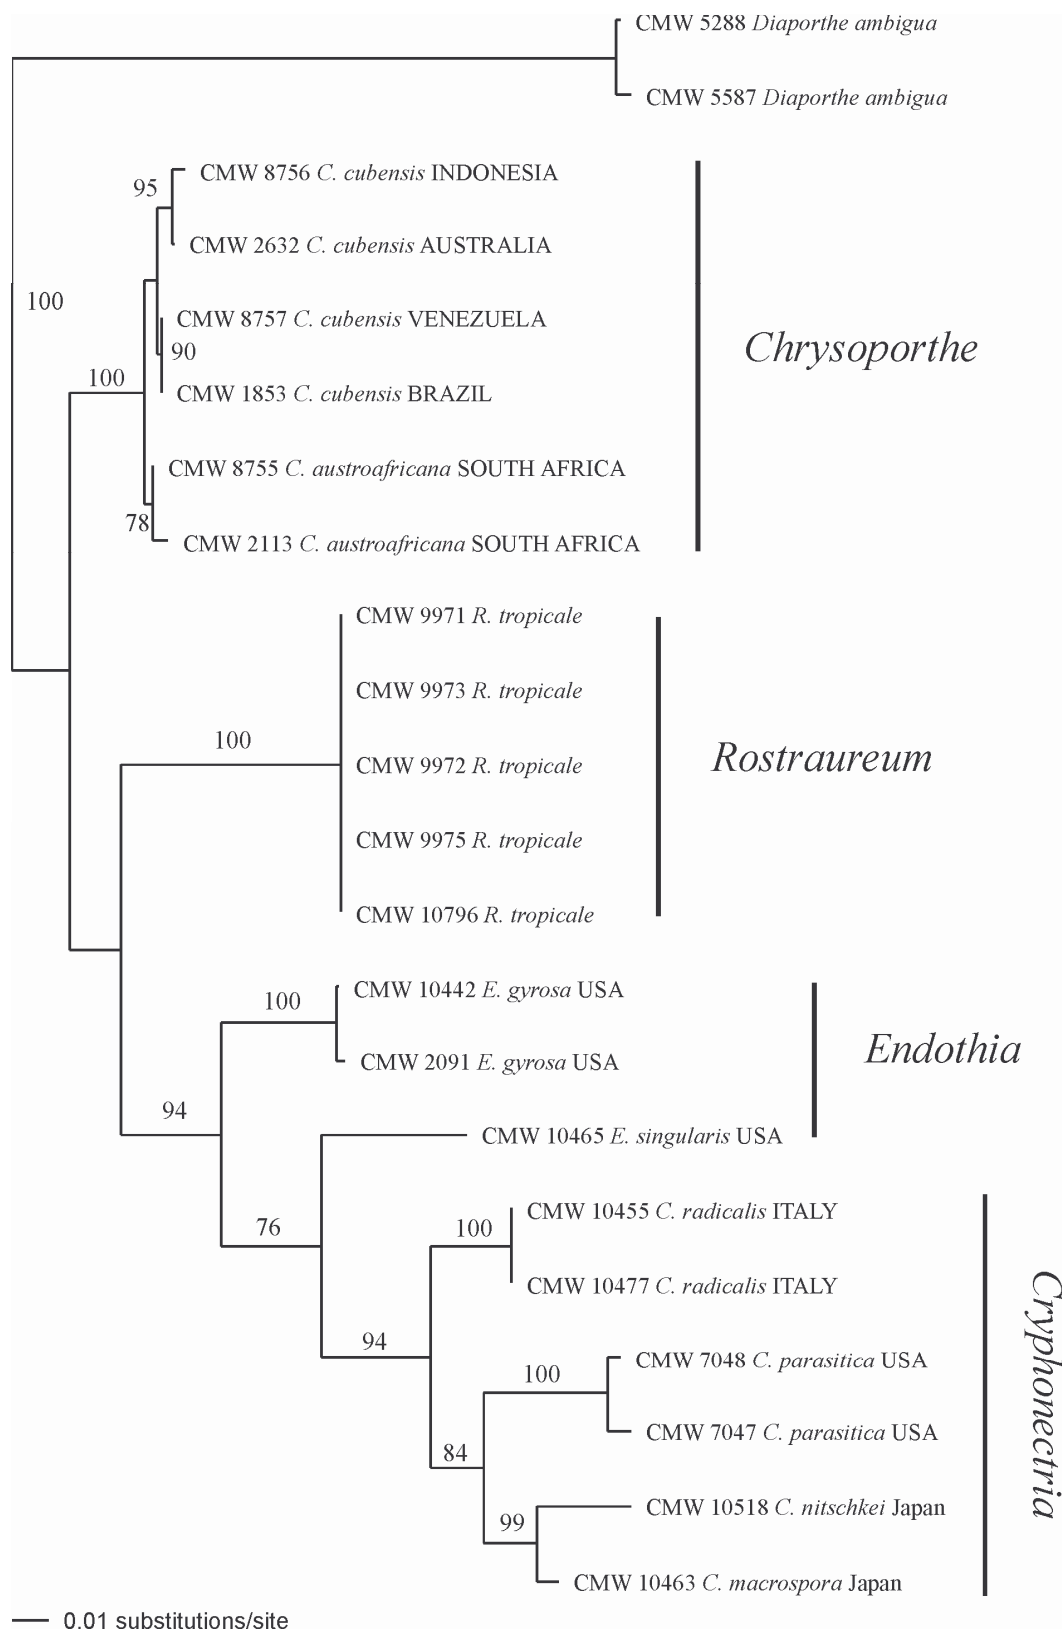 CMW 5288 Diaporthe ambigua
CMW 5587 Diaporthe ambigua
CMW 8756 C. cubensis INDONESIA
95
CMW 2632 C. cubensis AUSTRALIA
100
CMW 8757 C. cubensis VENEZUELA
90
Chrysoporthe
100
CMW 1853 C. cubensis BRAZIL
CMW 8755 C. austroafricana SOUTH AFRICA
78
CMW 2113 C. austroafricana SOUTH AFRICA
CMW 9971 R. tropicale
CMW 9973 R. tropicale
100
CMW 9972 R. tropicale
Rostraureum
CMW 9975 R. tropicale
CMW 10796 R. tropicale
CMW 10442 E. gyrosa USA
100
Endothia
CMW 2091 E. gyrosa USA
94
CMW 10465 E. singularis USA
CMW 10455 C. radicalis ITALY
76
100
CMW 10477 C. radicalis ITALY
94
CMW 7048 C. parasitica USA
100
Cryphonectria
CMW 7047 C. parasitica USA
84
CMW 10518 C. nitschkei Japan
99
CMW 10463 C. macrospora Japan
0.01 substitutions/site